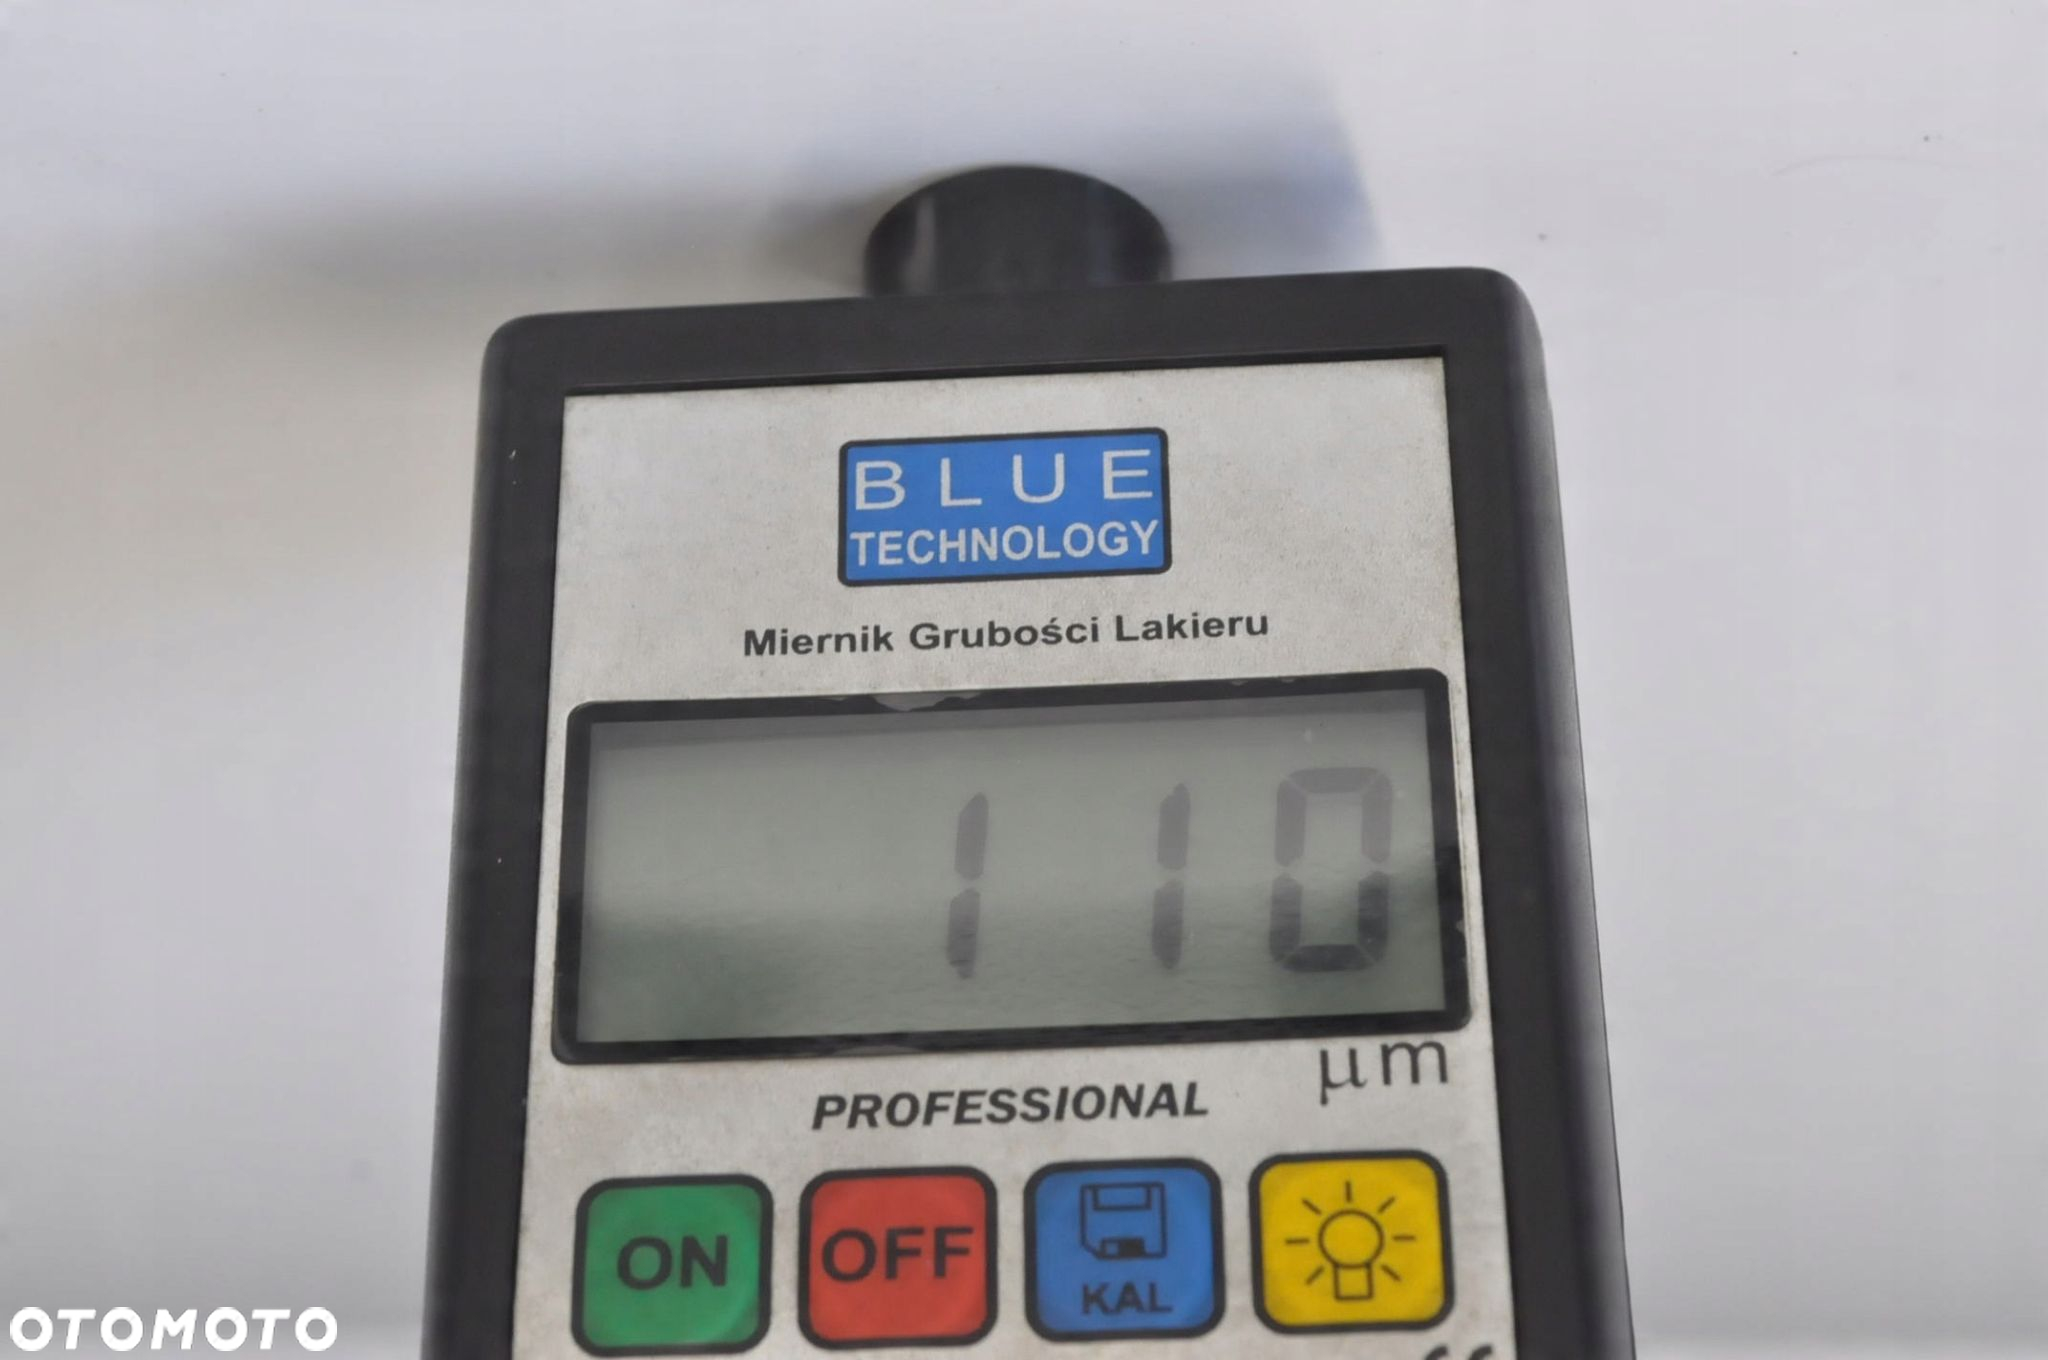 BLUE
TECHNOLOGY
Miernik Grubości Lakieru
110
µm
PROFESSIONAL
ON OFF KAL
OTOMOTO